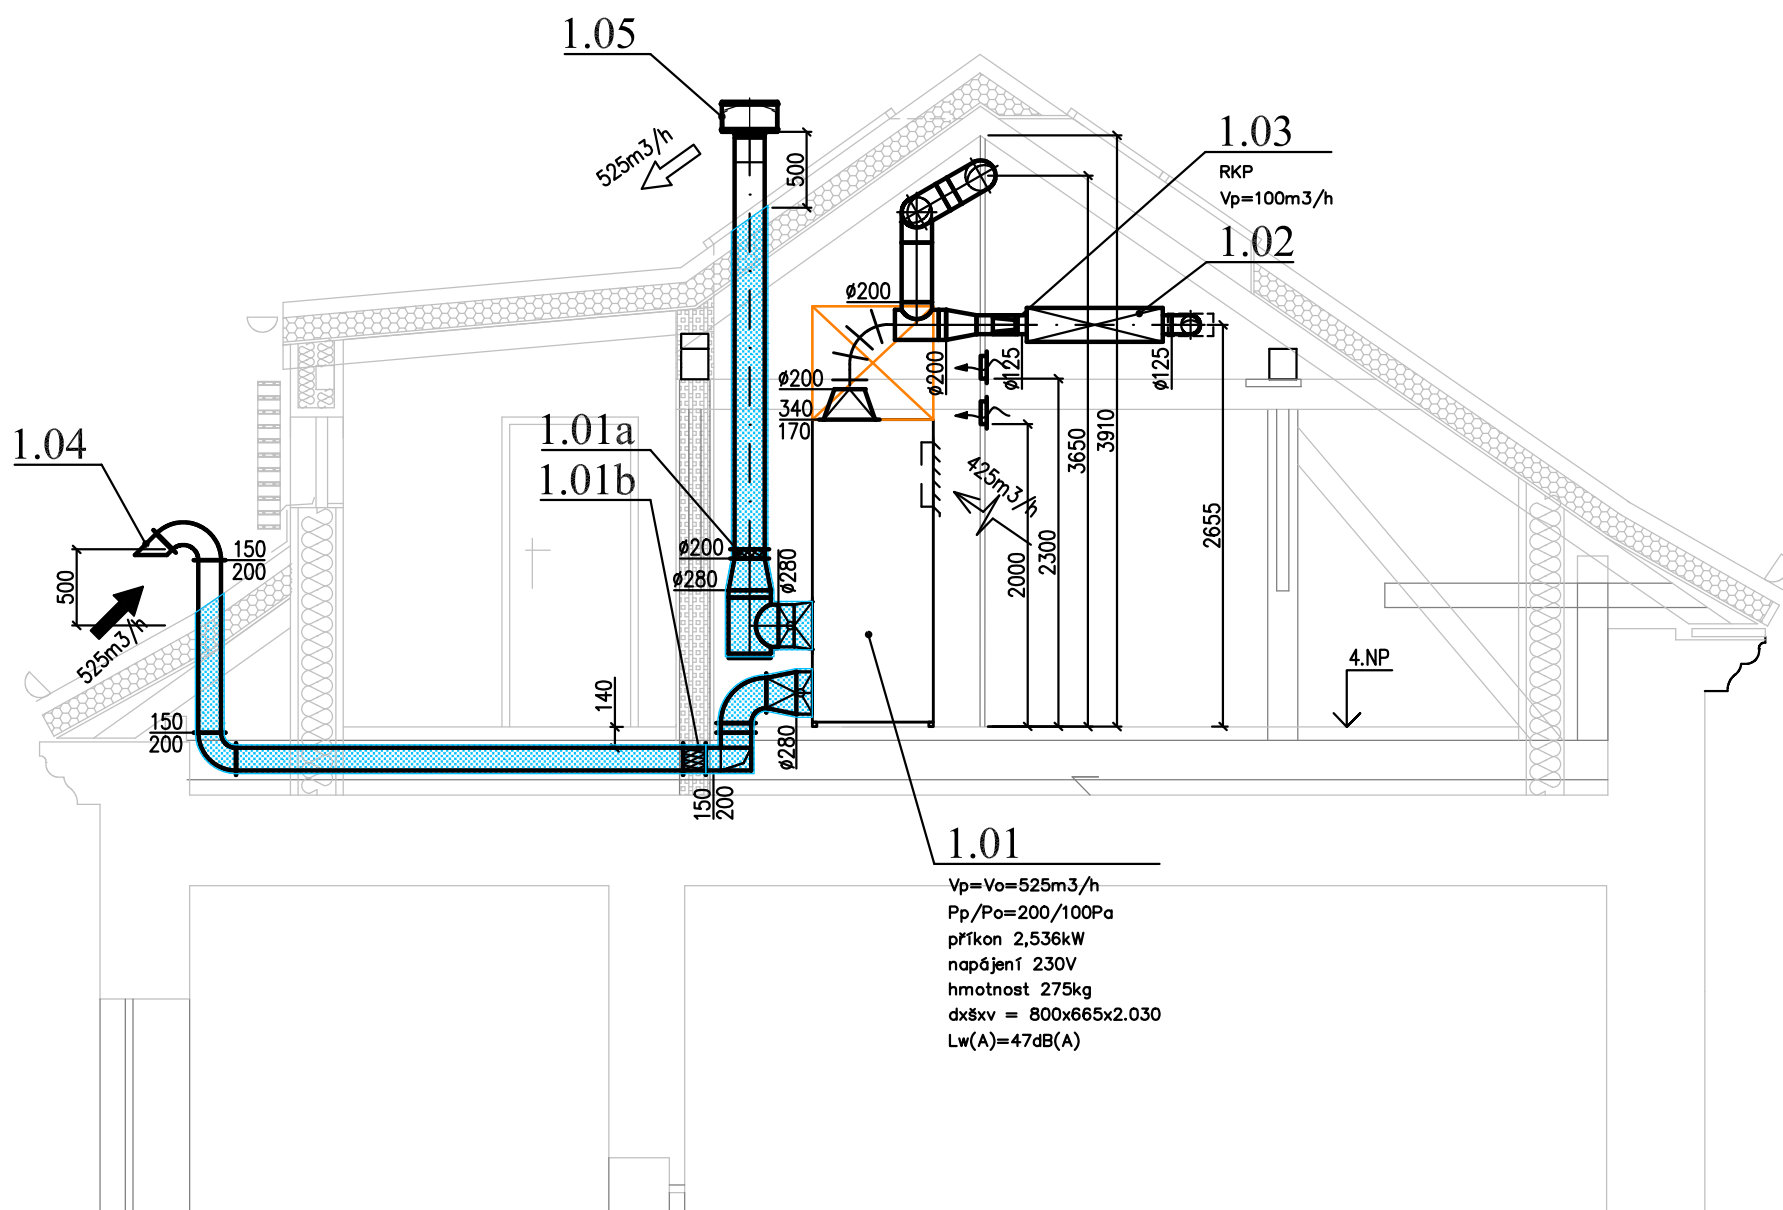 1.05
525m3/h
500
1.03
RKP
Vp=100m3/h
1.02
ø200
ø200
ø125
ø125
ø200
340
170
3650
3910
1.04
1.01a
1.01b
425m3/h
2000
2300
2655
150
200
500
525m3/h
ø200
ø280
ø280
4.NP
140
150
200
ø280
150
200
1.01
Vp=Vo=525m3/h
Pp/Po=200/100Pa
příkon 2,536kW
napájení 230V
hmotnost 275kg
dxšxv = 800x665x2.030
Lw(A)=47dB(A)